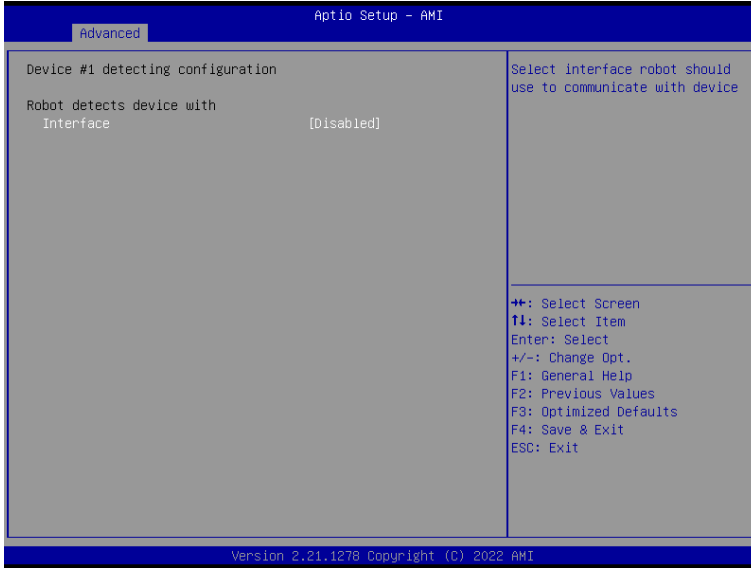 Aptio Setup – AMI
Advanced
Device #1 detecting configuration
Robot detects device with
Interface [Disabled]
Select interface robot should
use to communicate with device
→←: Select Screen
↑↓: Select Item
Enter: Select
+/-: Change Opt.
F1: General Help
F2: Previous Values
F3: Optimized Defaults
F4: Save & Exit
ESC: Exit
Version 2.21.1278 Copyright (C) 2022 AMI